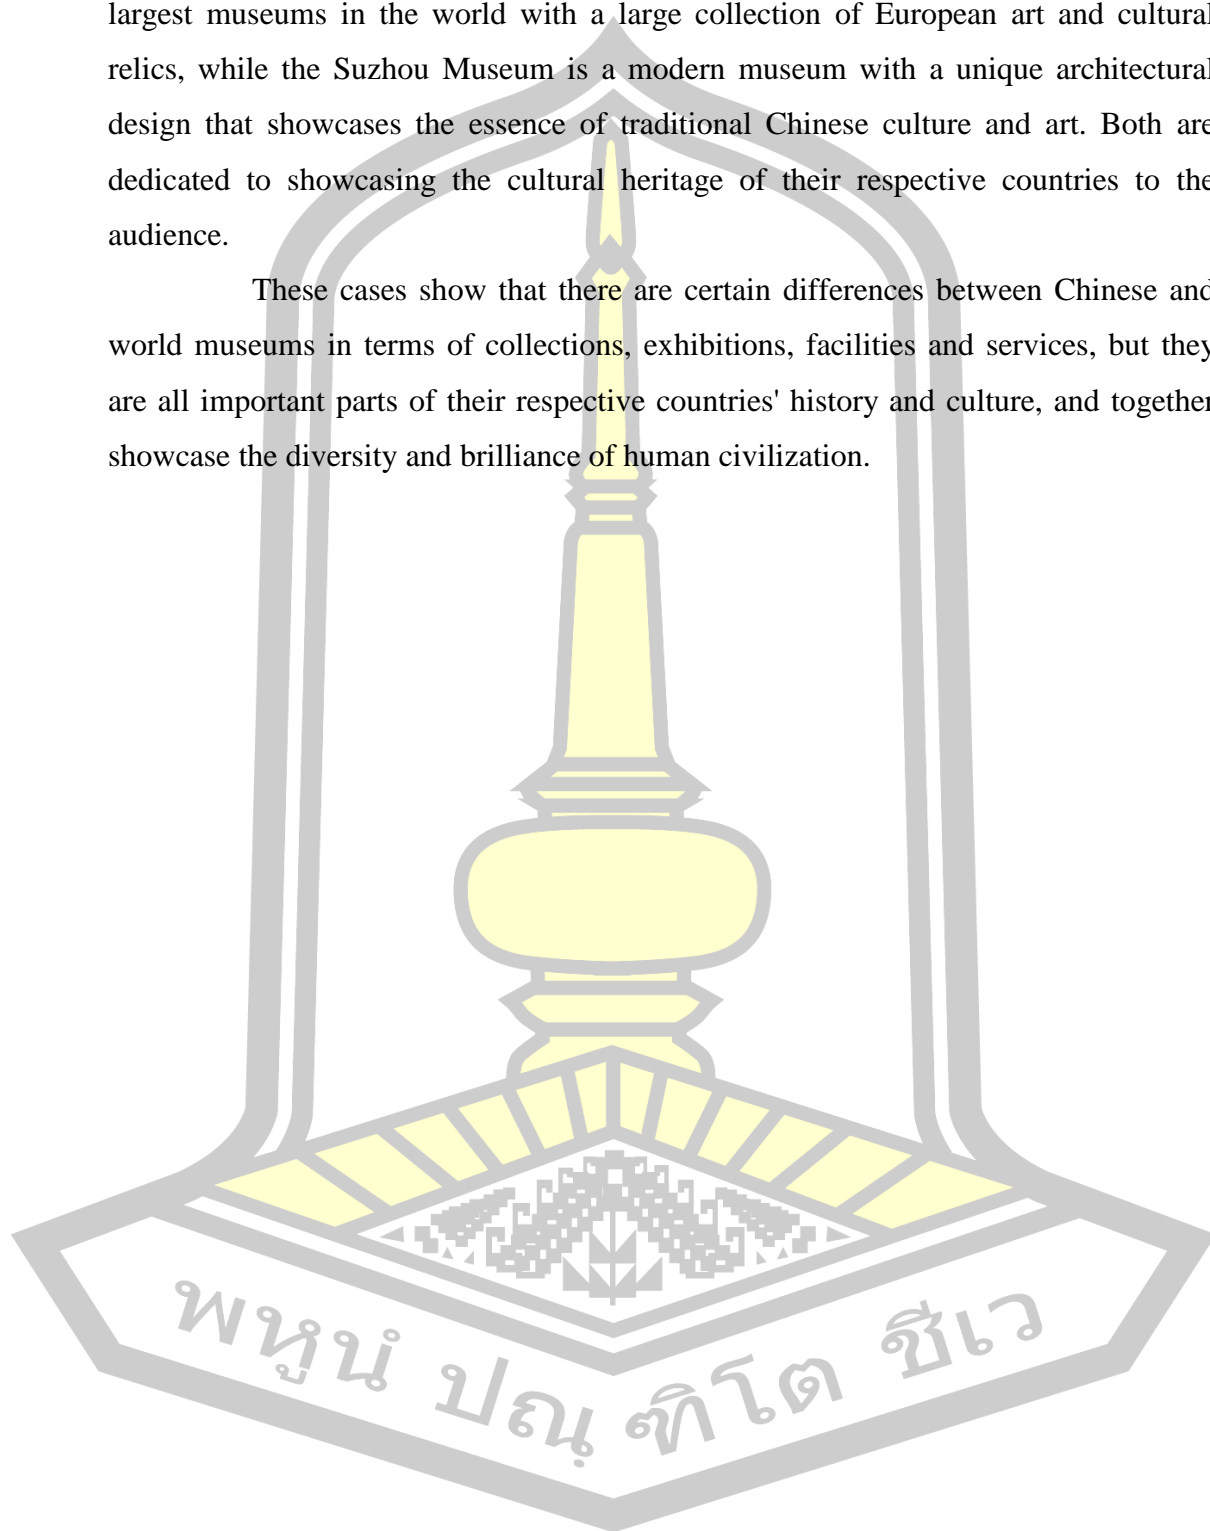 largest museums in the world with a large collection of European art and cultural
relics, while the Suzhou Museum is a modern museum with a unique architectural
design that showcases the essence of traditional Chinese culture and art. Both are
dedicated to showcasing the cultural heritage of their respective countries to the
audience.
These cases show that there are certain differences between Chinese and
world museums in terms of collections, exhibitions, facilities and services, but they
are all important parts of their respective countries' history and culture, and together
showcase the diversity and brilliance of human civilization.
พหูนํ ปณฺฑิโต ชีเว